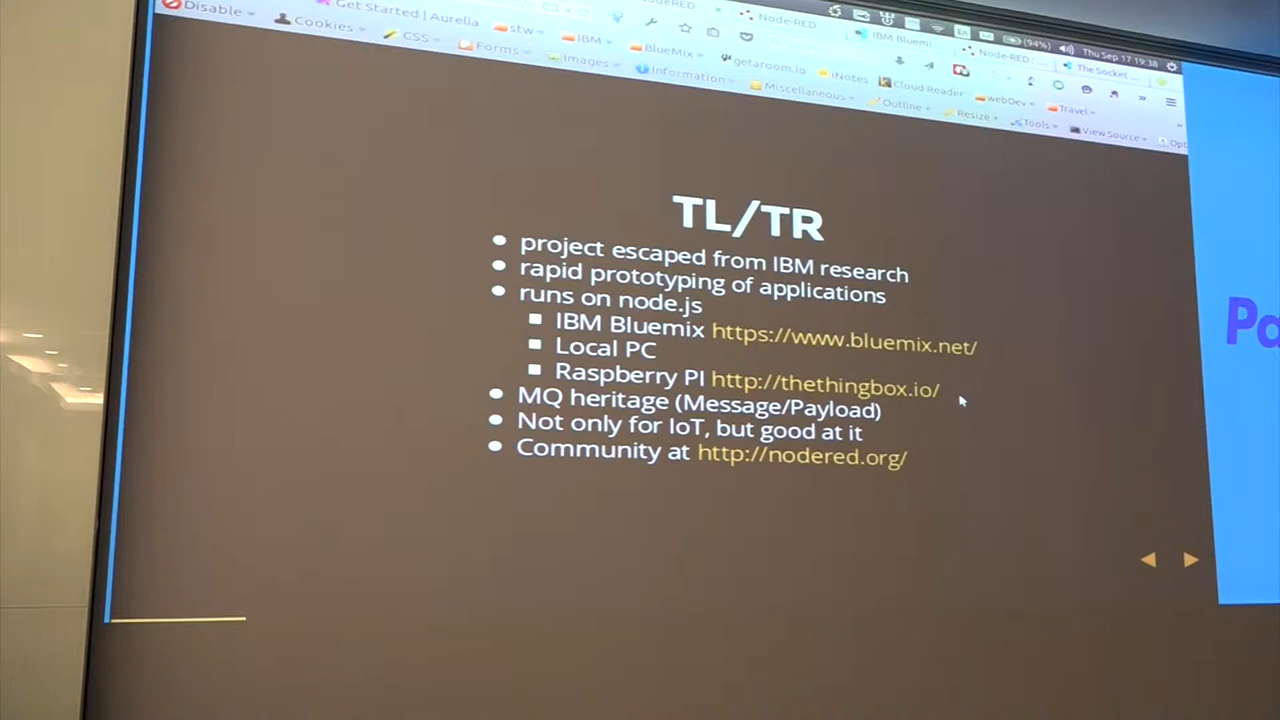 Node-RED
IBM Bluemi...
Node-RED : ...
The Socket ...
(94%)
Thu Sep 17 19:38
Disable
Get Started | Aurelia
stw
IBM
BlueMix
getaroom.io
iNotes
Cloud Reader
webDev
Travel
Cookies
CSS
Forms
Images
Information
Miscellaneous
Outline
Resize
Tools
View Source
Opt
TL/TR
project escaped from IBM research
rapid prototyping of applications
runs on node.js
IBM Bluemix https://www.bluemix.net/
Local PC
Raspberry PI http://thethingbox.io/
MQ heritage (Message/Payload)
Not only for IoT, but good at it
Community at http://nodered.org/